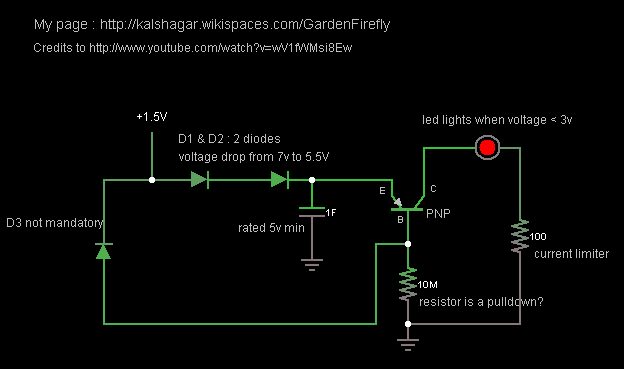 My page : http://kalshagar.wikispaces.com/GardenFirefly
Credits to http://www.youtube.com/watch?v=wV1fWMsi8Ew
+1.5V
led lights when voltage < 3v
D1 & D2 : 2 diodes
voltage drop from 7v to 5.5V
E
C
D3 not mandatory
1F
B
PNP
rated 5v min
100
current limiter
10M
resistor is a pulldown?